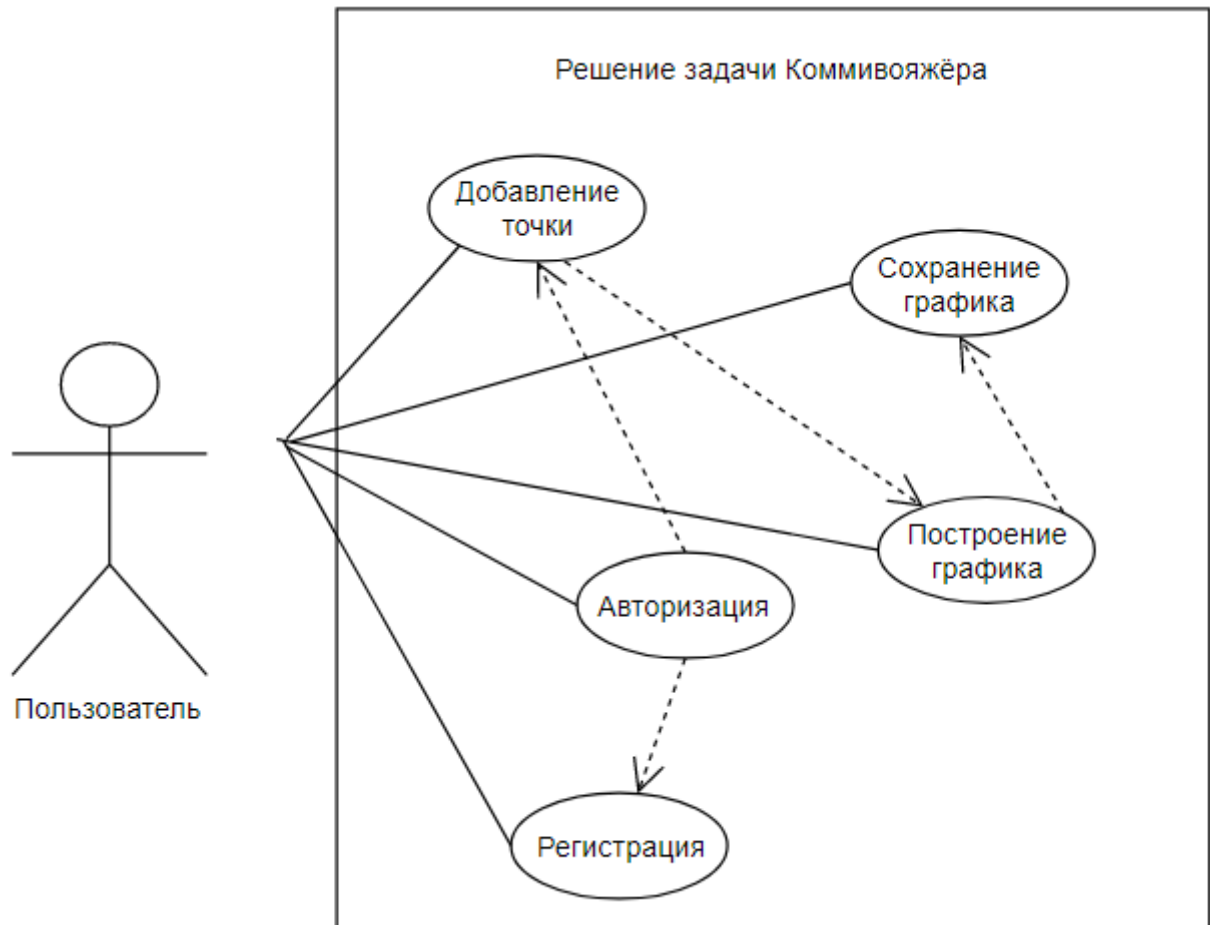 Решение задачи Коммивояжёра
Добавление
точки
Сохранение
графика
Построение
графика
Авторизация
Пользователь
Регистрация